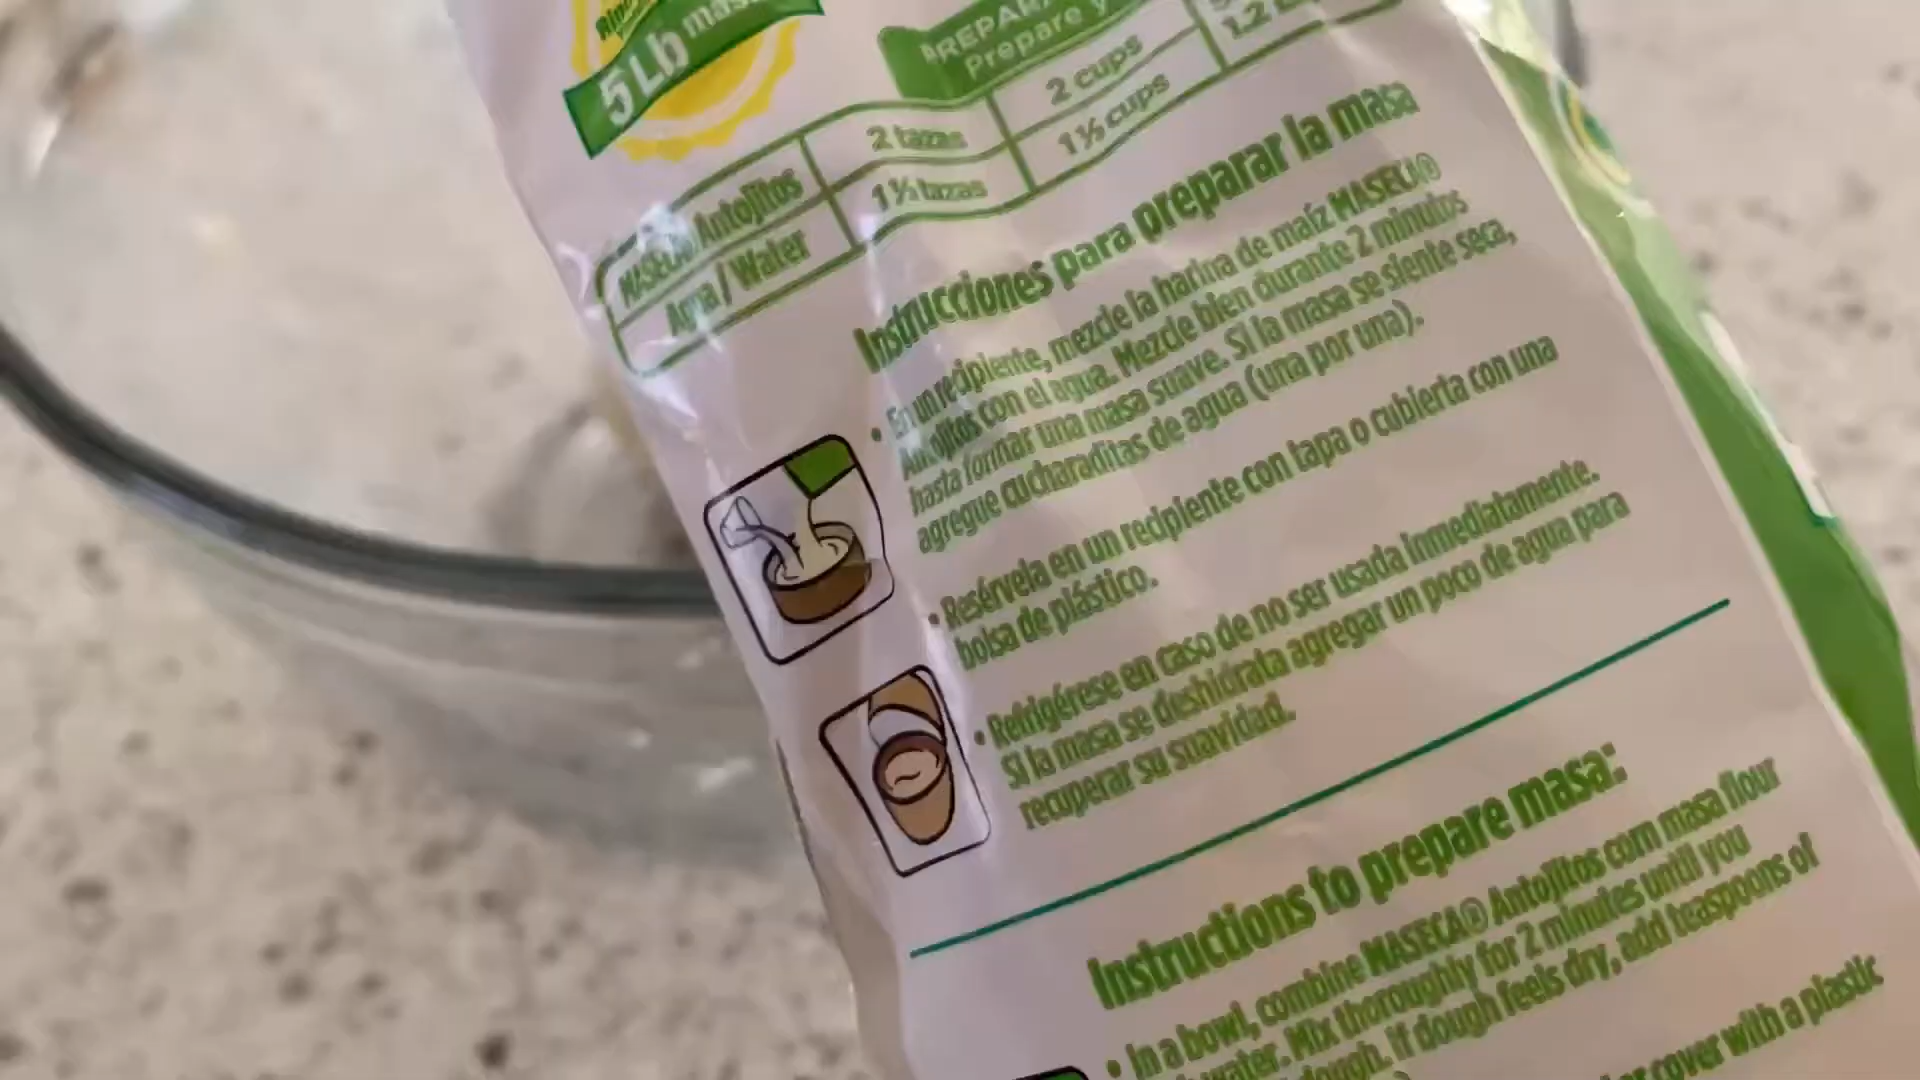 5 Lb mas
PREPARA
Prepare y
MASECA® Antojitos 2 tazas 2 cups
Agua / Water 1 ½ tazas 1 ½ cups
Instrucciones para preparar la masa
• En un recipiente, mezcle la harina de maíz MASECA®
Antojitos con el agua. Mezcle bien durante 2 minutos
hasta formar una masa suave. Si la masa se siente seca,
agregue cucharaditas de agua (una por una).
• Resérvela en un recipiente con tapa o cubierta con una
bolsa de plástico.
• Refrigérese en caso de no ser usada inmediatamente.
Si la masa se deshidrata agregar un poco de agua para
recuperar su suavidad.
Instructions to prepare masa:
• In a bowl, combine MASECA® Antojitos corn masa flour
water. Mix thoroughly for 2 minutes until you
dough. If dough feels dry, add teaspoons of
or cover with a plastic